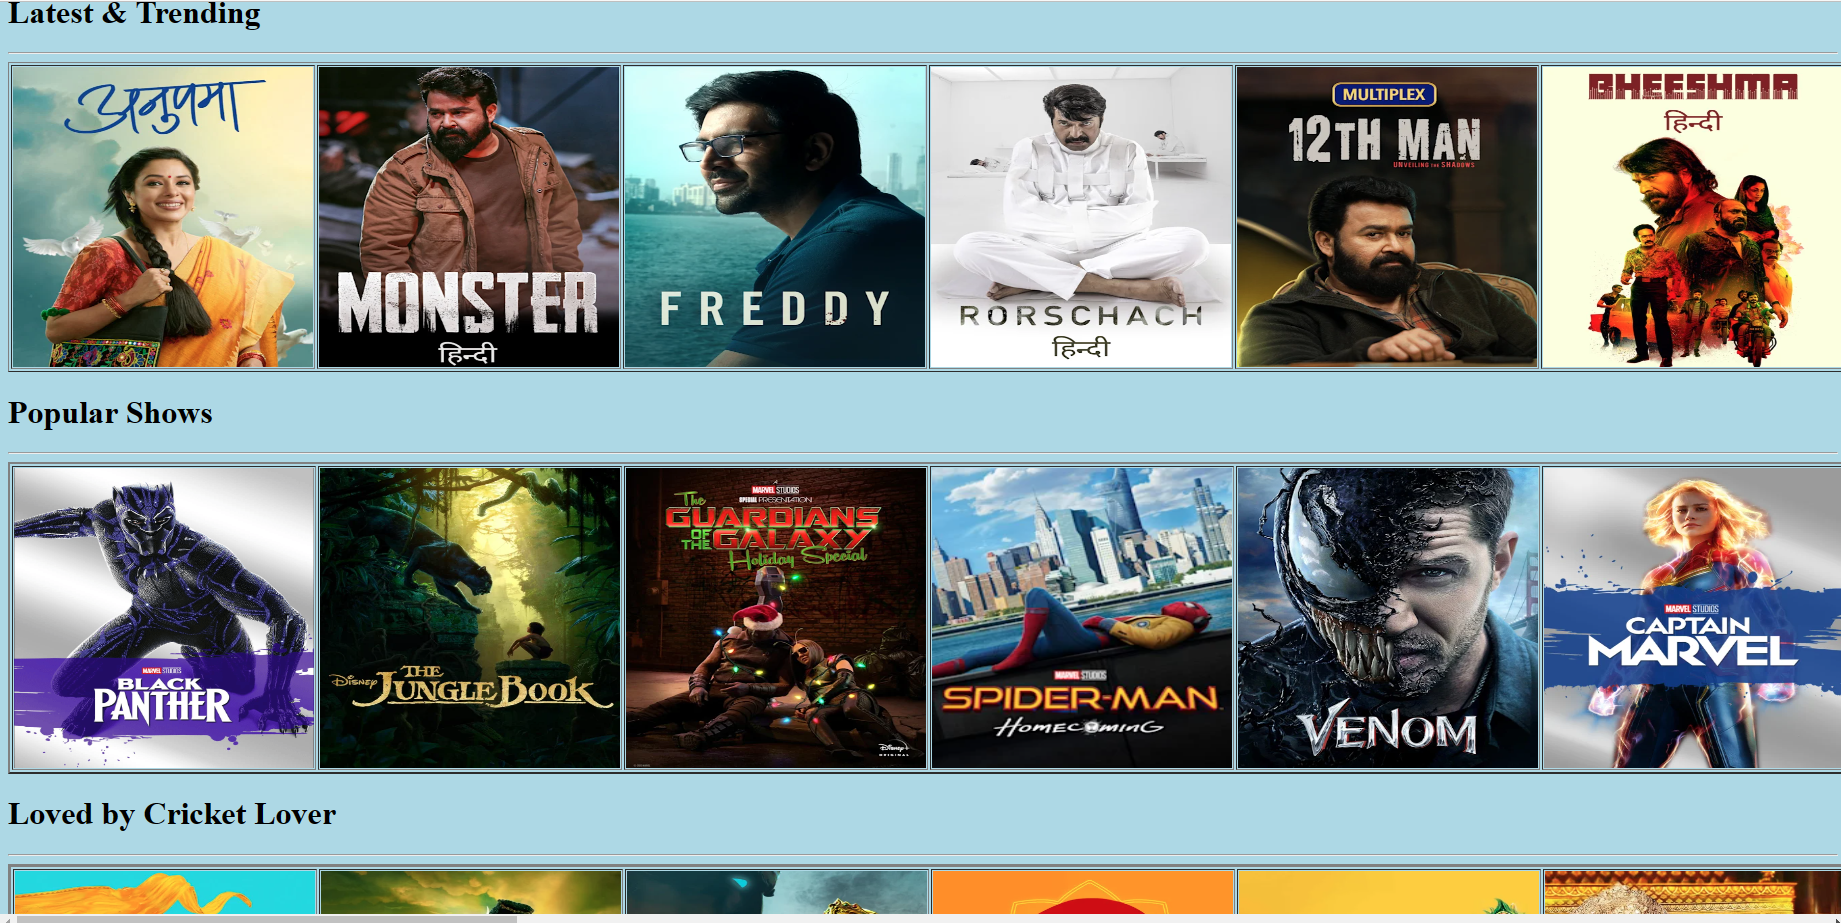 Latest & Trending
अनुपमा
MONSTER
हिन्दी
FREDDY
RORSCHACH
हिन्दी
MULTIPLEX
12TH MAN
UNVEILING THE SHADOWS
BHEESHMA
हिन्दी
Popular Shows
MARVEL STUDIOS
BLACK
PANTHER
DISNEY
THE
JUNGLE BOOK
A
MARVEL STUDIOS
SPECIAL PRESENTATION
The
GUARDIANS
OF THE
GALAXY
Holiday Special
Disney+
ORIGINAL
MARVEL STUDIOS
SPIDER-MAN
HOMECOMING
VENOM
MARVEL STUDIOS
CAPTAIN
MARVEL
Loved by Cricket Lover